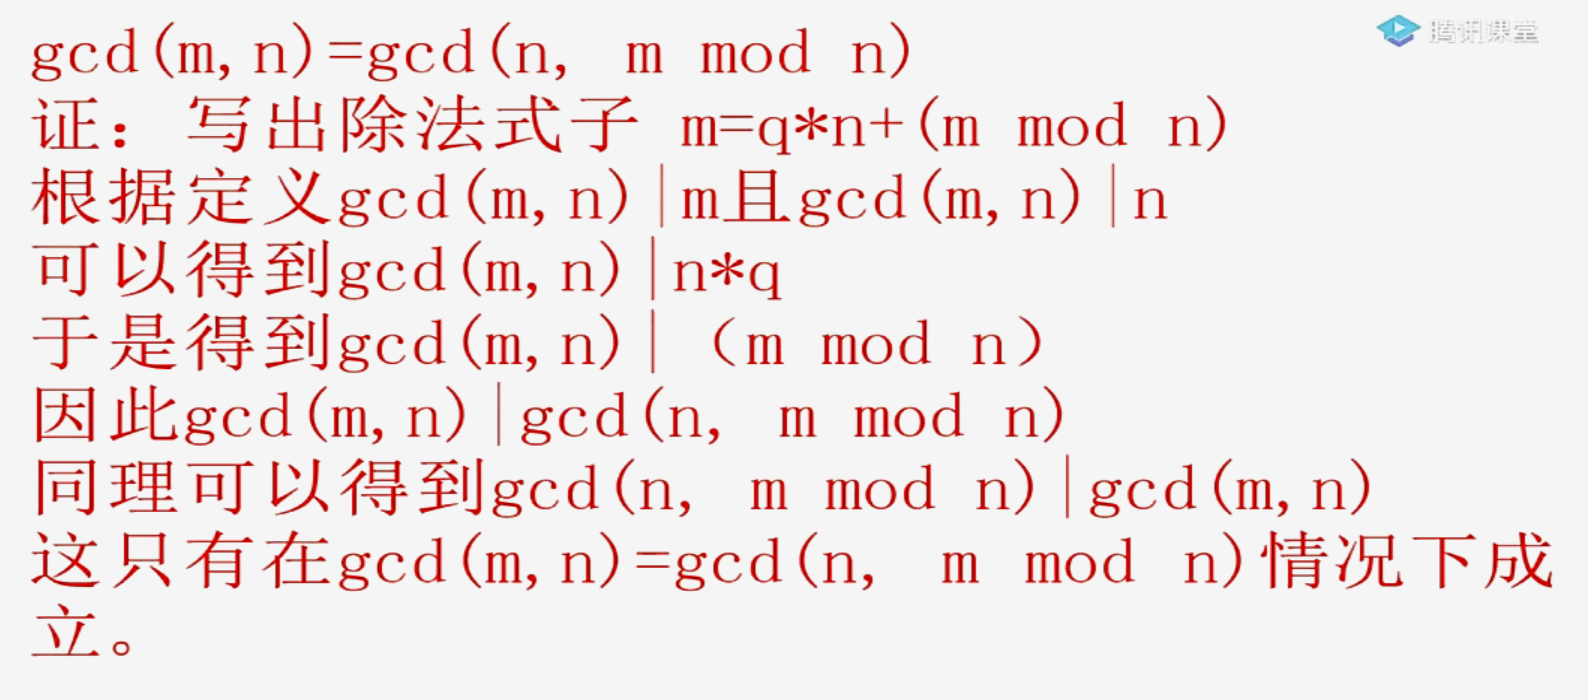 腾讯课堂
gcd(m,n)=gcd(n, m mod n)
证：写出除法式子 m=q*n+(m mod n)
根据定义gcd(m,n)|m且gcd(m,n)|n
可以得到gcd(m,n)|n*q
于是得到gcd(m,n)|（m mod n）
因此gcd(m,n)|gcd(n, m mod n)
同理可以得到gcd(n, m mod n)|gcd(m,n)
这只有在gcd(m,n)=gcd(n, m mod n)情况下成
立。